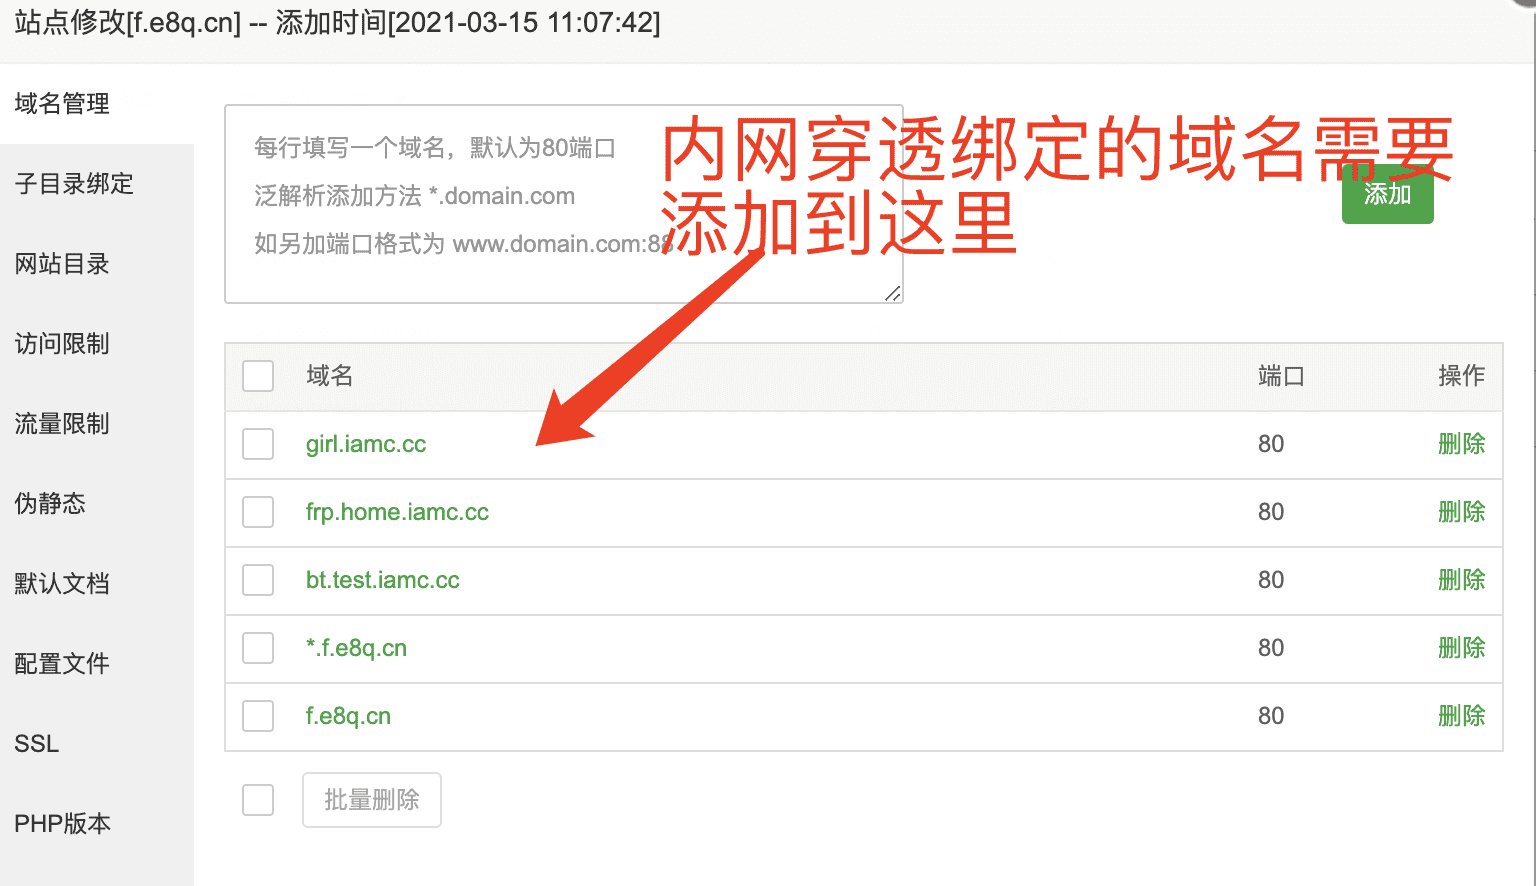 站点修改[f.e8q.cn] -- 添加时间[2021-03-15 11:07:42]
域名管理
子目录绑定
网站目录
访问限制
流量限制
伪静态
默认文档
配置文件
SSL
PHP版本
每行填写一个域名，默认为80端口
泛解析添加方法 *.domain.com
如另加端口格式为 www.domain.com:88
内网穿透绑定的域名需要
添加到这里
添加
域名 端口 操作
girl.iamc.cc 80 删除
frp.home.iamc.cc 80 删除
bt.test.iamc.cc 80 删除
*.f.e8q.cn 80 删除
f.e8q.cn 80 删除
批量删除